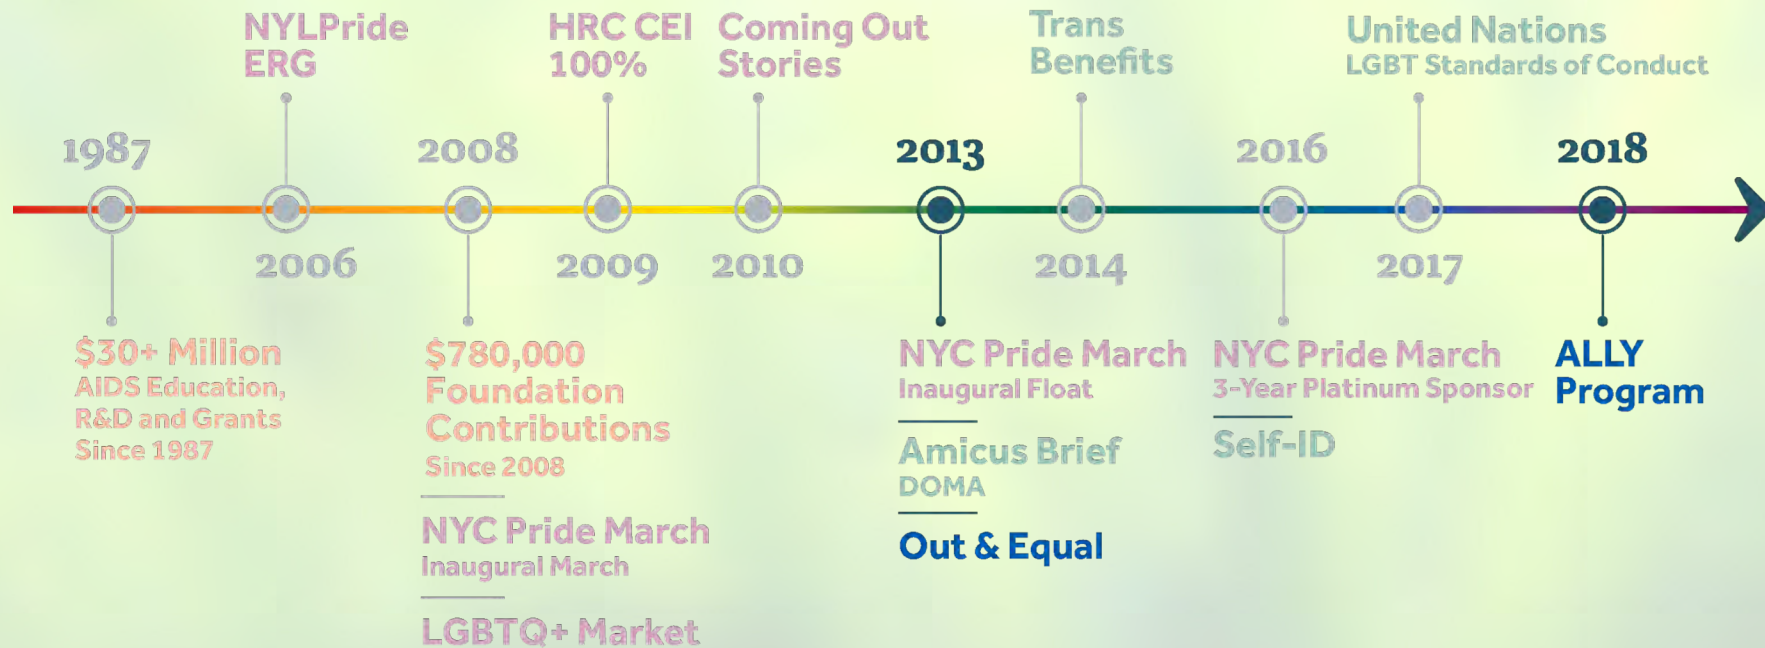 NYLPride
ERG
HRC CEI
100%
Coming Out
Stories
Trans
Benefits
United Nations
LGBT Standards of Conduct
1987
2008
2013
2016
2018
2006
2009
2010
2014
2017
$30+ Million
AIDS Education,
R&D and Grants
Since 1987
$780,000
Foundation
Contributions
Since 2008
NYC Pride March
Inaugural March
LGBTQ+ Market
NYC Pride March
Inaugural Float
Amicus Brief
DOMA
Out & Equal
NYC Pride March
3-Year Platinum Sponsor
Self-ID
ALLY
Program